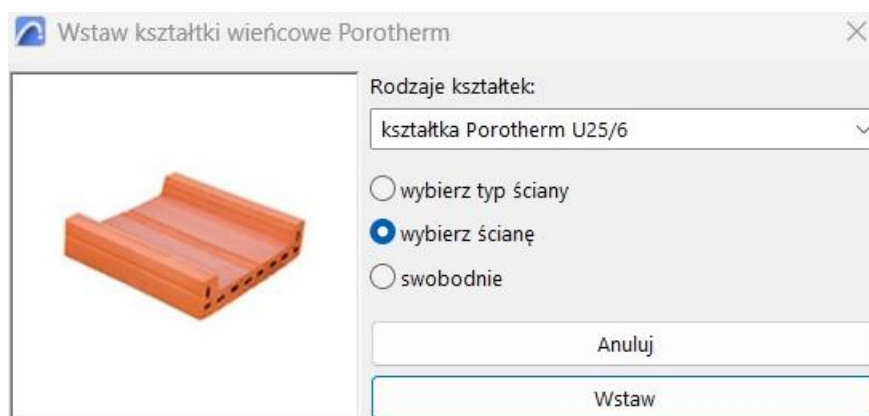 Wstaw kształtki wieńcowe Porotherm
Rodzaje kształtek:
kształtka Porotherm U25/6
wybierz typ ściany
wybierz ścianę
swobodnie
Anuluj
Wstaw